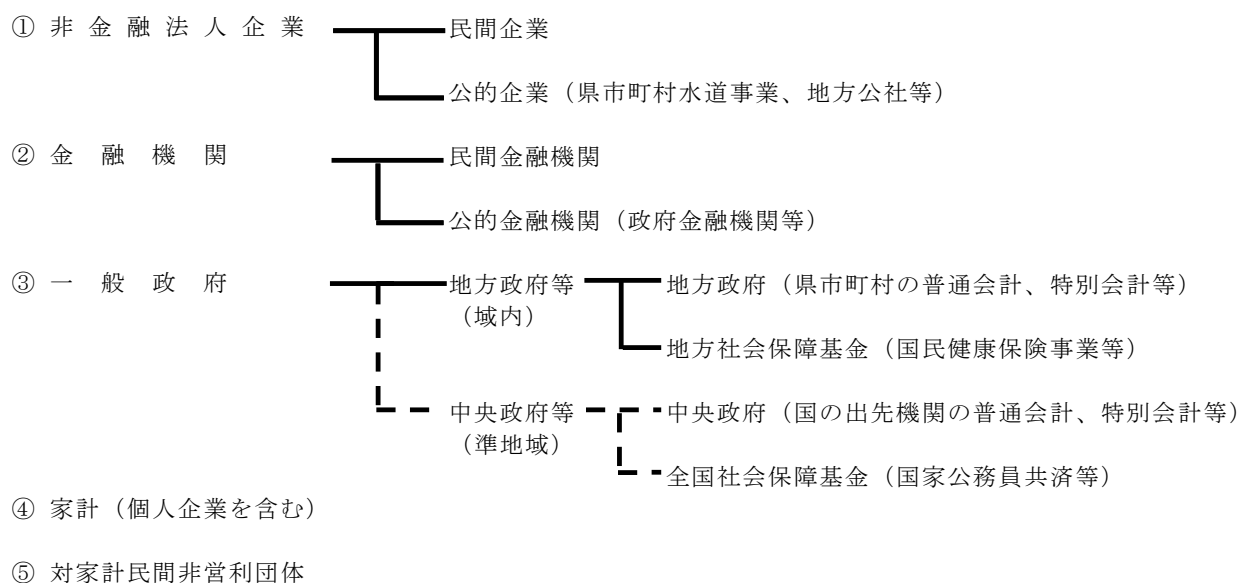 ① 非金融法人企業 民間企業
公的企業（県市町村水道事業、地方公社等）
② 金融機関 民間金融機関
公的金融機関（政府金融機関等）
③ 一般政府 地方政府等 地方政府（県市町村の普通会計、特別会計等）
（域内）
地方社会保障基金（国民健康保険事業等）
中央政府等 中央政府（国の出先機関の普通会計、特別会計等）
（準地域）
全国社会保障基金（国家公務員共済等）
④ 家計（個人企業を含む）
⑤ 対家計民間非営利団体